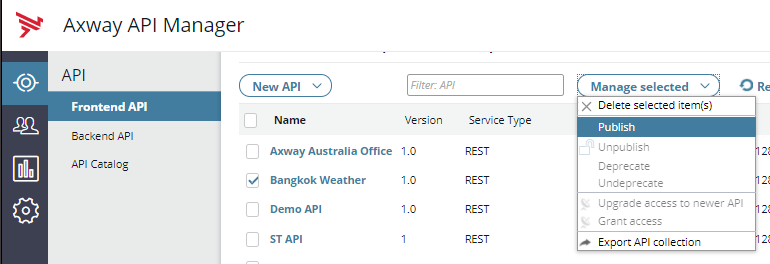 Axway API Manager
API
Frontend API
Backend API
API Catalog
New API
Filter: API
Manage selected
Re
Delete selected item(s)
Publish
Unpublish
Deprecate
Undeprecate
Upgrade access to newer API
Grant access
Export API collection
Name Version Service Type
Axway Australia Office 1.0 REST 128
Bangkok Weather 1.0 REST 128
Demo API 1.0 REST 128
ST API 1 REST 128